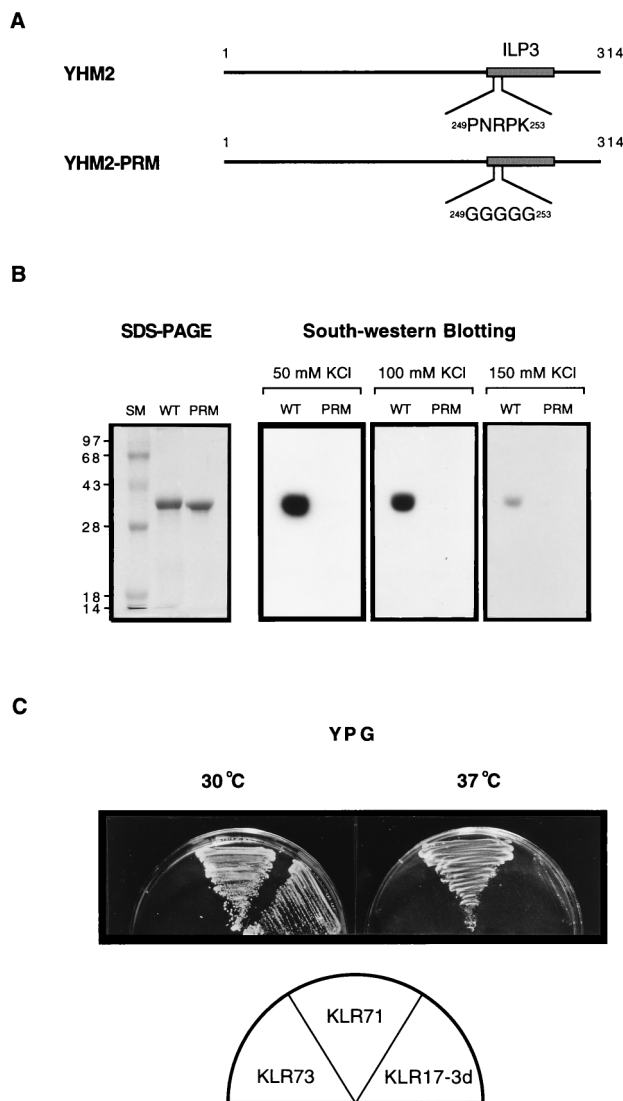 A
1 ILP3 314
YHM2
249PNRPK253
1 314
YHM2-PRM
249GGGGG253
B
SDS-PAGE South-western Blotting
50 mM KCl 100 mM KCl 150 mM KCl
SM WT PRM WT PRM WT PRM WT PRM
97
68
43
28
18
14
C
YPG
30°C 37°C
KLR71
KLR73 KLR17-3d